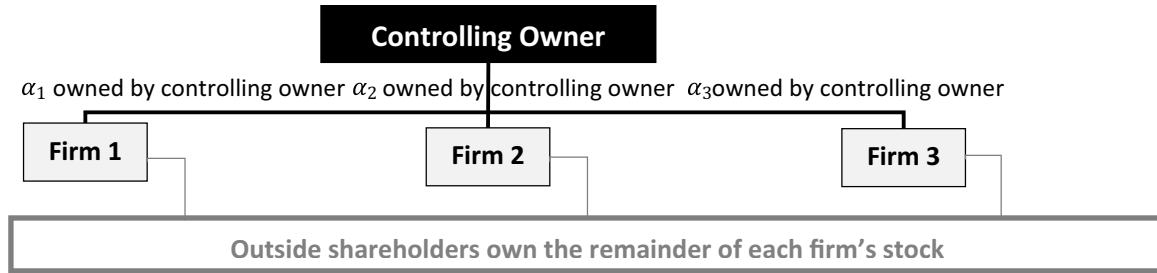 Controlling Owner
𝛼₁ owned by controlling owner 𝛼₂ owned by controlling owner 𝛼₃owned by controlling owner
Firm 1 Firm 2 Firm 3
Outside shareholders own the remainder of each firm's stock